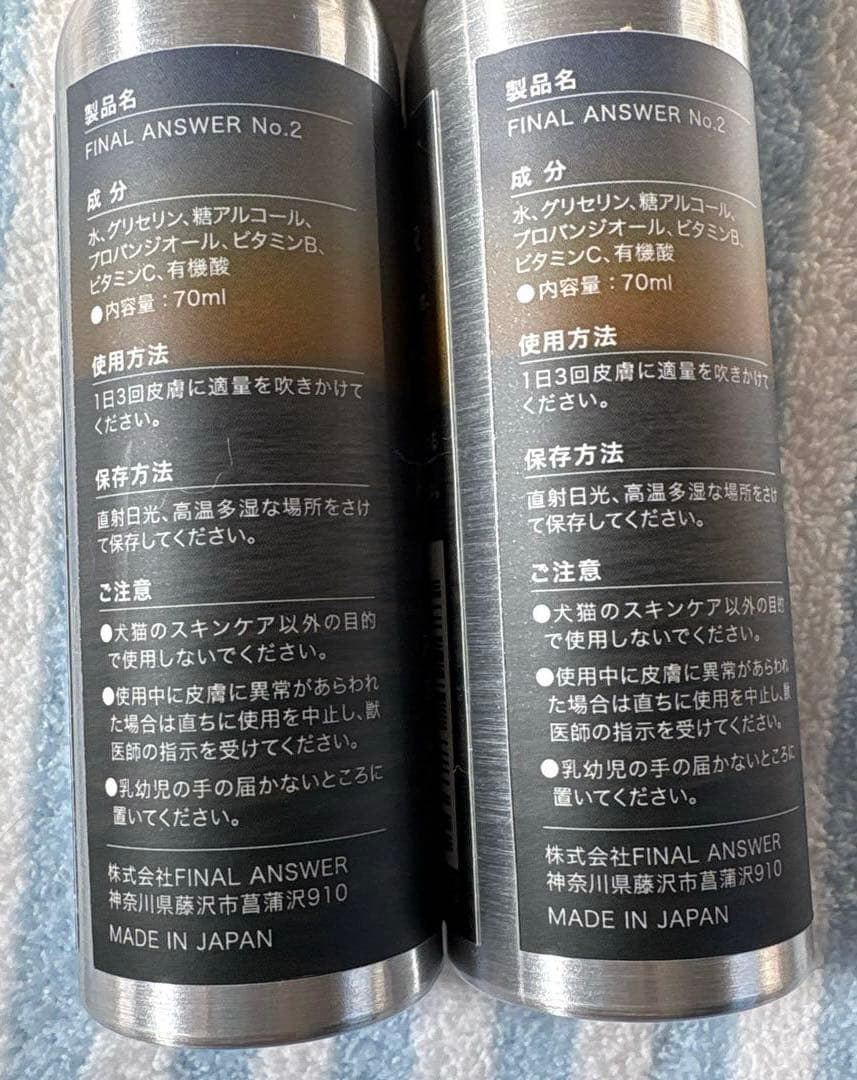 製品名
FINAL ANSWER No.2
成分
水、グリセリン、糖アルコール、
プロパンジオール、ビタミンB、
ビタミンC、有機酸
●内容量：70ml
使用方法
1日3回皮膚に適量を吹きかけて
ください。
保存方法
直射日光、高温多湿な場所をさけ
て保存してください。
ご注意
●犬猫のスキンケア以外の目的
で使用しないでください。
●使用中に皮膚に異常があらわれ
た場合は直ちに使用を中止し、獣
医師の指示を受けてください。
●乳幼児の手の届かないところに
置いてください。
株式会社FINAL ANSWER
神奈川県藤沢市菖蒲沢910
MADE IN JAPAN
製品名
FINAL ANSWER No.2
成分
水、グリセリン、糖アルコール、
プロパンジオール、ビタミンB、
ビタミンC、有機酸
●内容量：70ml
使用方法
1日3回皮膚に適量を吹きかけて
ください。
保存方法
直射日光、高温多湿な場所をさけ
て保存してください。
ご注意
●犬猫のスキンケア以外の目的
で使用しないでください。
●使用中に皮膚に異常があらわれ
た場合は直ちに使用を中止し、獣
医師の指示を受けてください。
●乳幼児の手の届かないところに
置いてください。
株式会社FINAL ANSWER
神奈川県藤沢市菖蒲沢910
MADE IN JAPAN